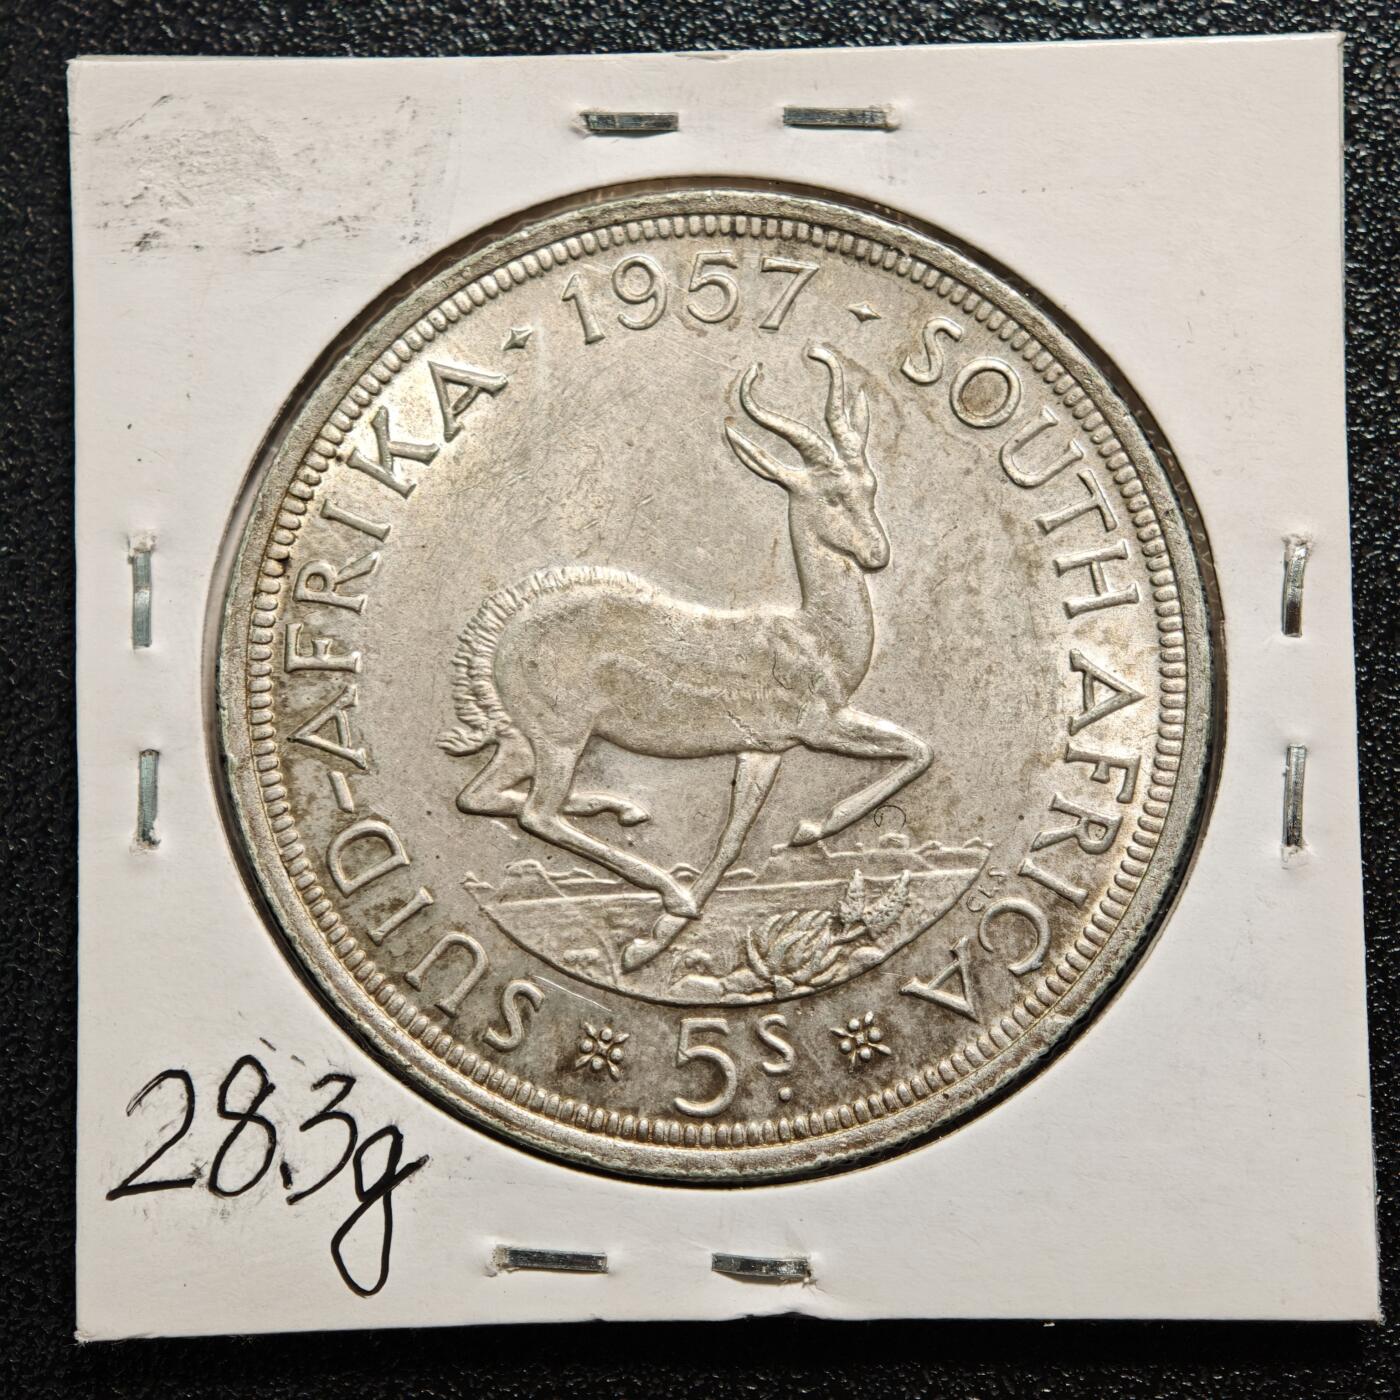 SUID-AFRIKA · 1957 · SOUTH AFRICA
5s.
28.3g